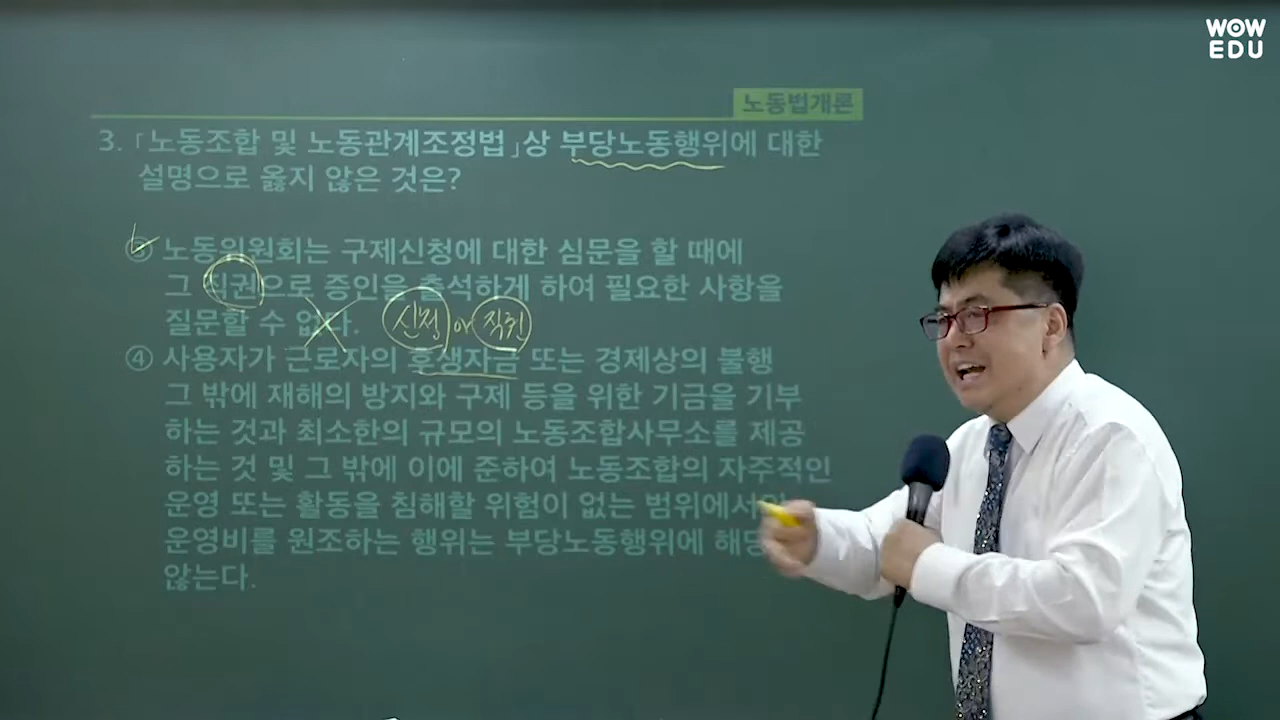 WOW
EDU
노동법개론
3. 「노동조합 및 노동관계조정법」상 부당노동행위에 대한
설명으로 옳지 않은 것은?
③ 노동위원회는 구제신청에 대한 심문을 할 때에
그 직권으로 증인을 출석하게 하여 필요한 사항을
질문할 수 없다. 신청 or 직권
④ 사용자가 근로자의 후생자금 또는 경제상의 불행
그 밖에 재해의 방지와 구제 등을 위한 기금을 기부
하는 것과 최소한의 규모의 노동조합사무소를 제공
하는 것 및 그 밖에 이에 준하여 노동조합의 자주적인
운영 또는 활동을 침해할 위험이 없는 범위에서의
운영비를 원조하는 행위는 부당노동행위에 해당
않는다.